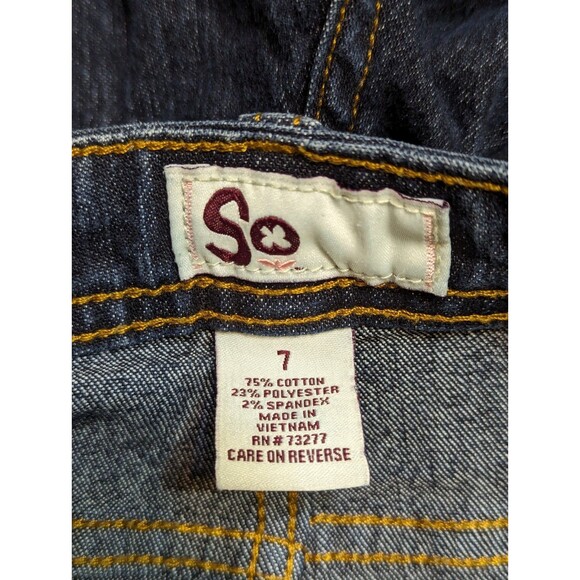 So
7
75% COTTON
23% POLYESTER
2% SPANDEX
MADE IN
VIETNAM
RN# 73277
CARE ON REVERSE